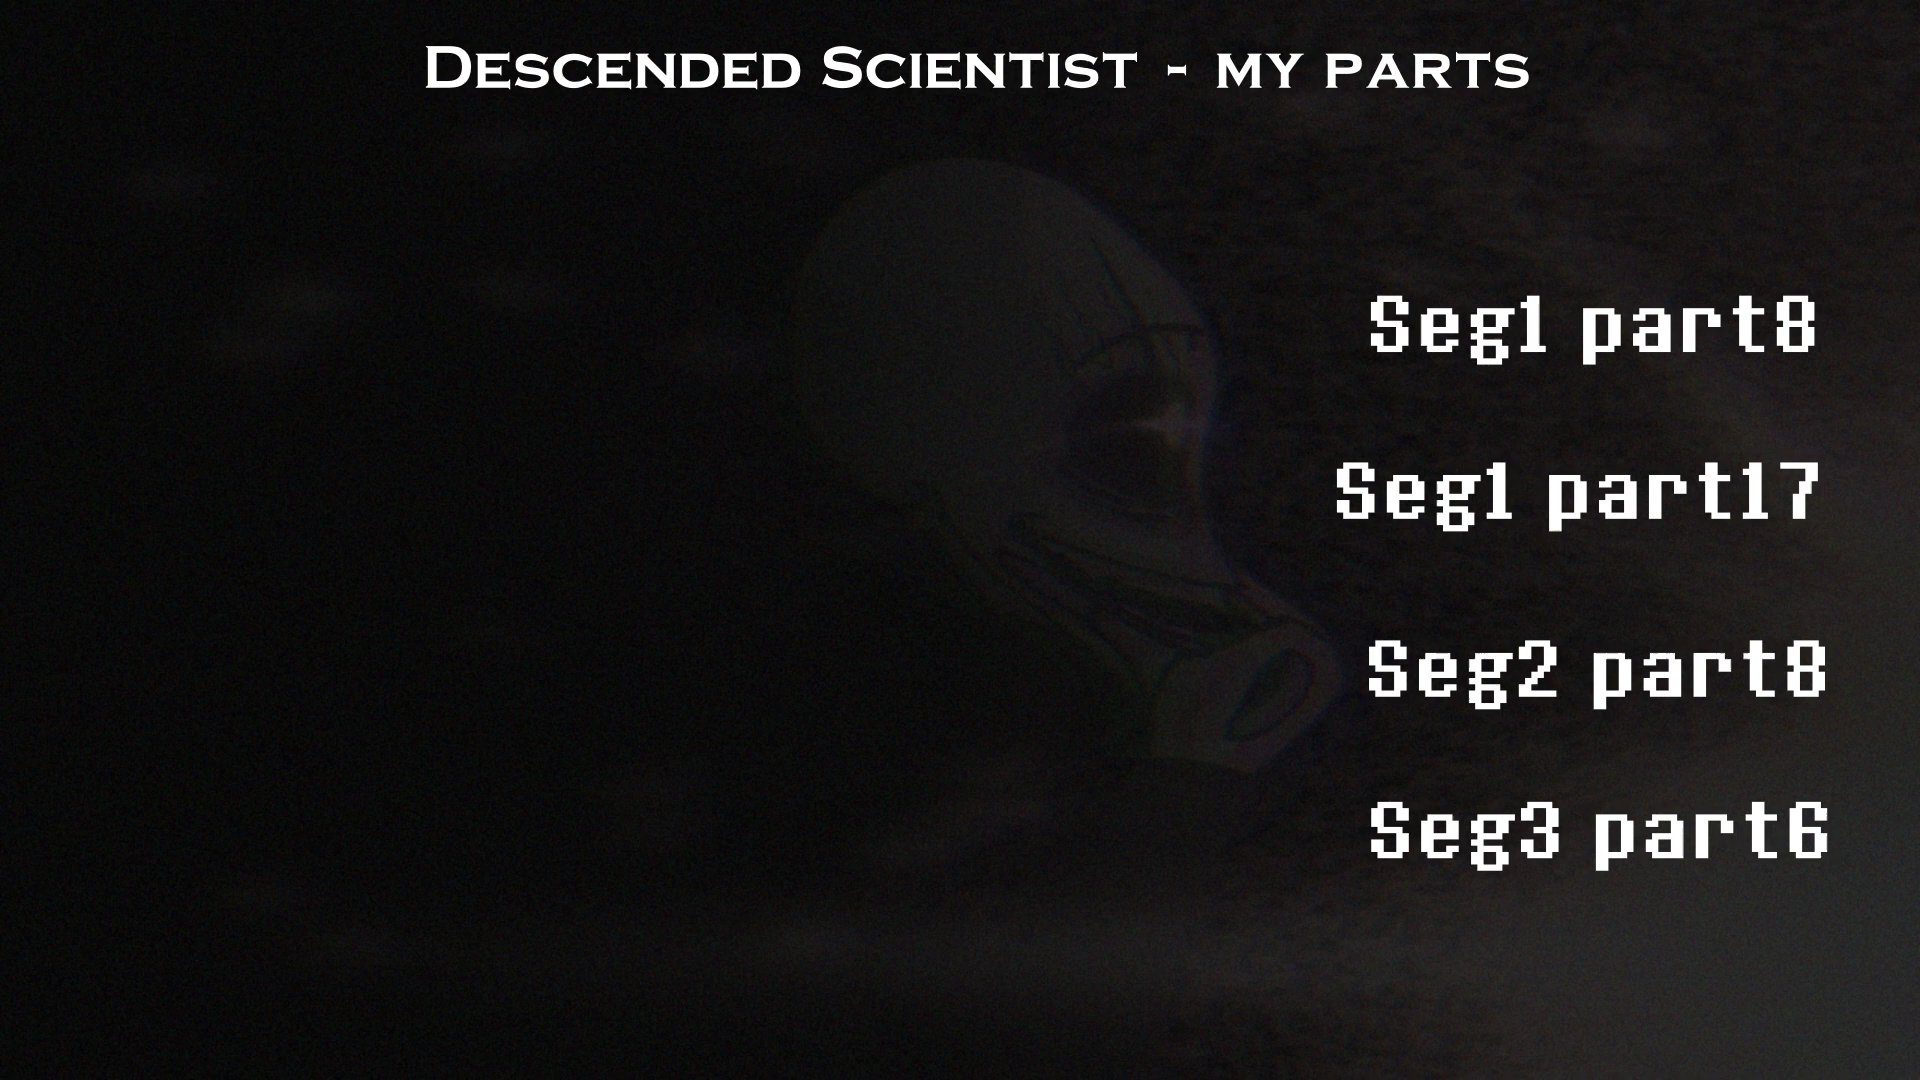 Descended Scientist - my parts
Seg1 part8
Seg1 part17
Seg2 part8
Seg3 part6